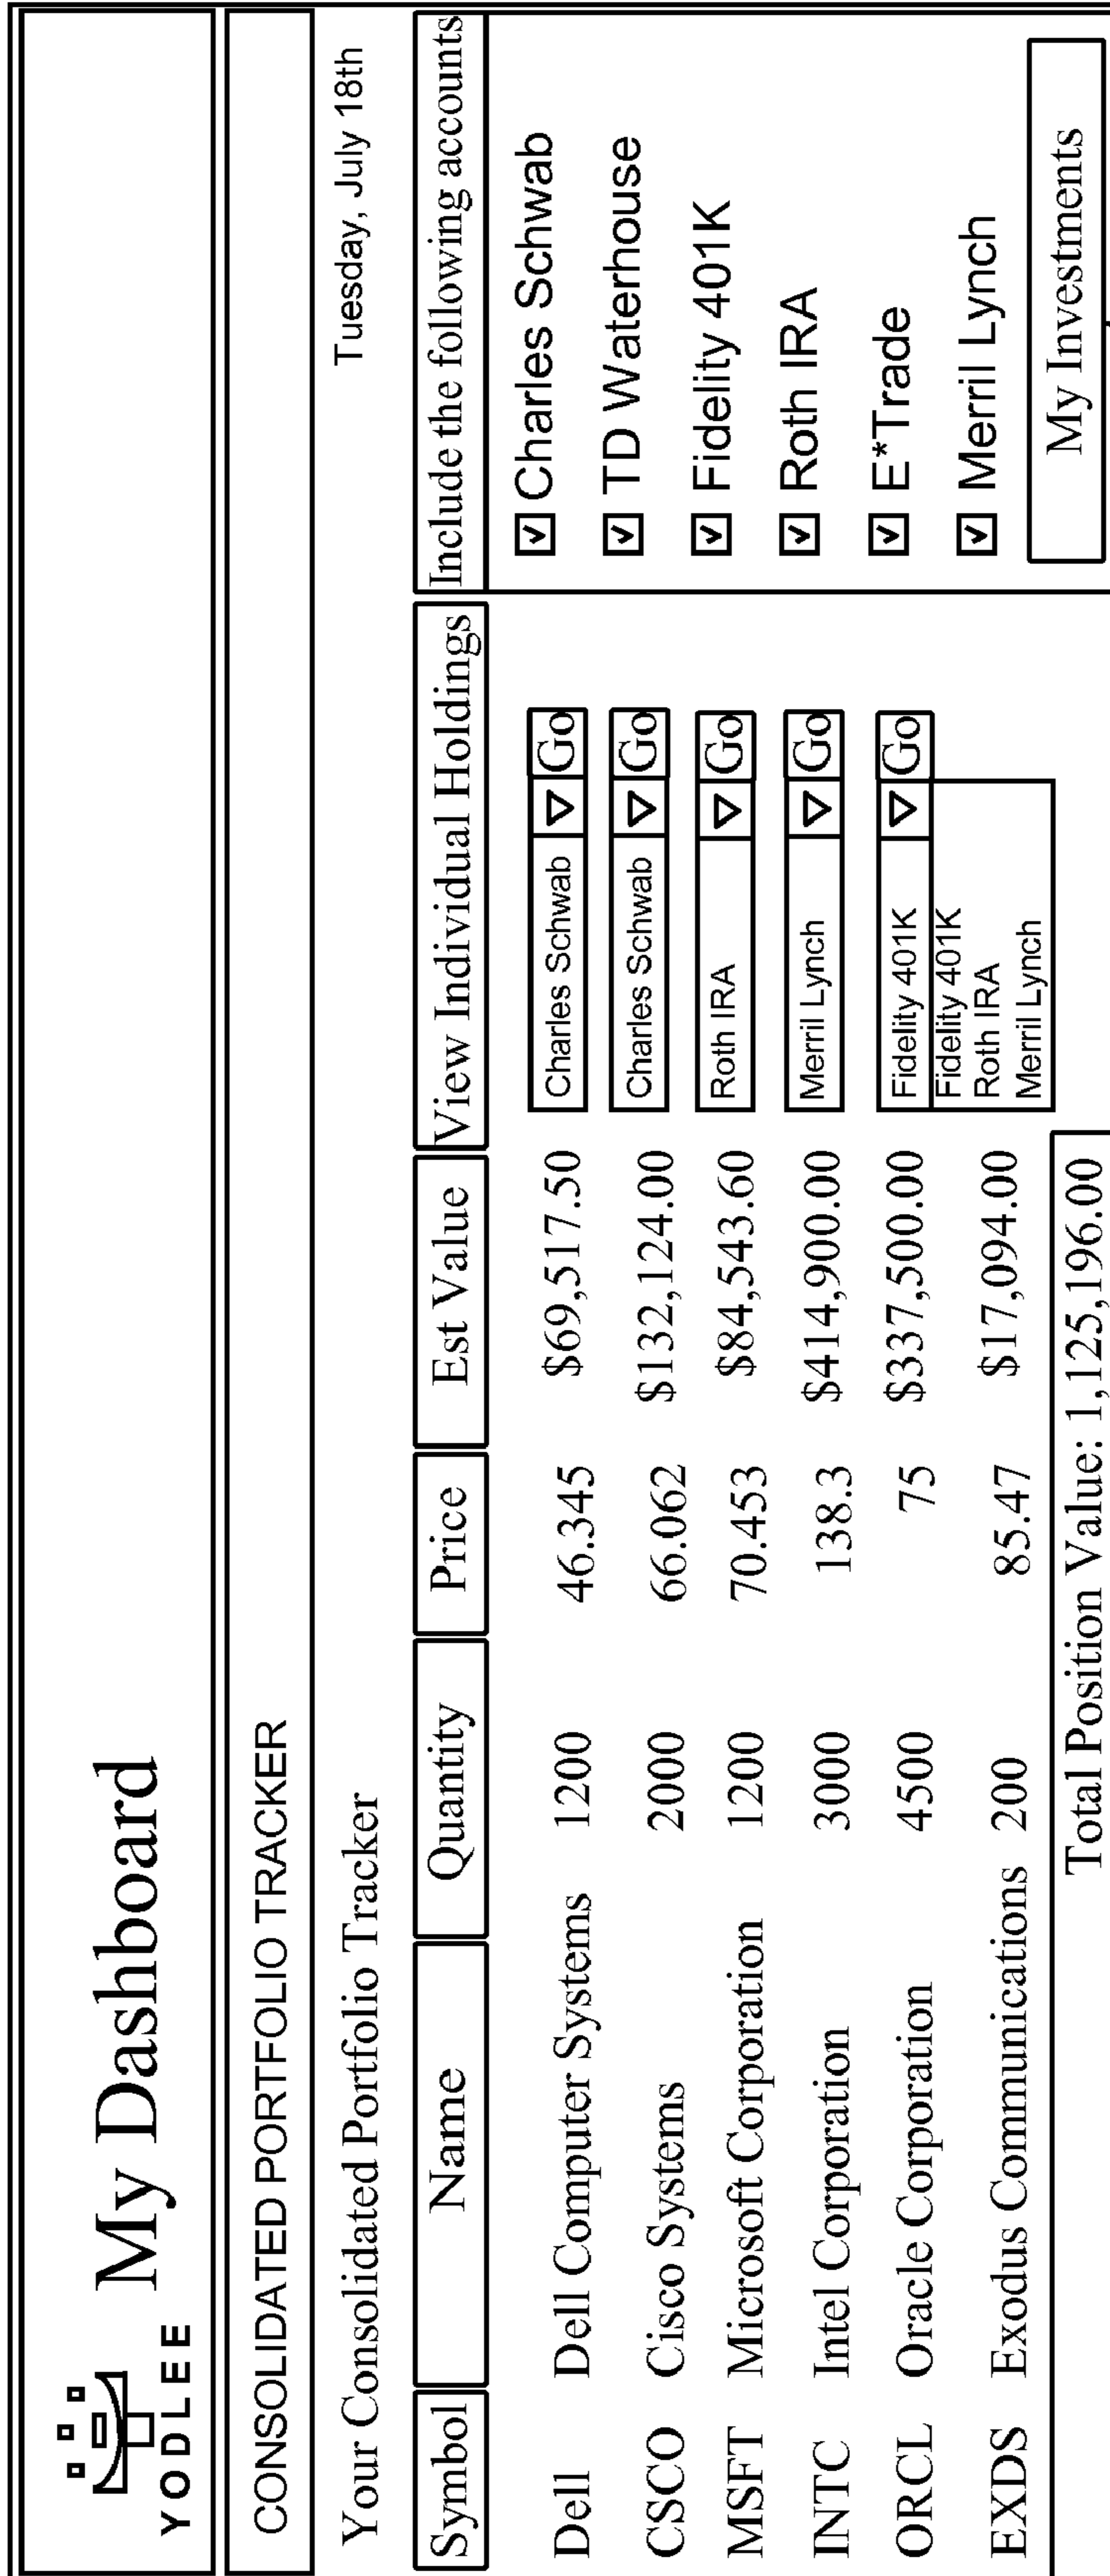 YODLEE My Dashboard
CONSOLIDATED PORTFOLIO TRACKER
Your Consolidated Portfolio Tracker Tuesday, July 18th
Symbol Name Quantity Price Est Value View Individual Holdings Include the following accounts
Dell Dell Computer Systems 1200 46.345 $69,517.50 Charles Schwab Go Charles Schwab
CSCO Cisco Systems 2000 66.062 $132,124.00 Charles Schwab Go TD Waterhouse
MSFT Microsoft Corporation 1200 70.453 $84,543.60 Roth IRA Go Fidelity 401K
INTC Intel Corporation 3000 138.3 $414,900.00 Merril Lynch Go Roth IRA
ORCL Oracle Corporation 4500 75 $337,500.00 Fidelity 401K Go E*Trade
Fidelity 401K
EXDS Exodus Communications 200 85.47 $17,094.00 Roth IRA Merril Lynch
Merril Lynch
Total Position Value: 1,125,196.00 My Investments